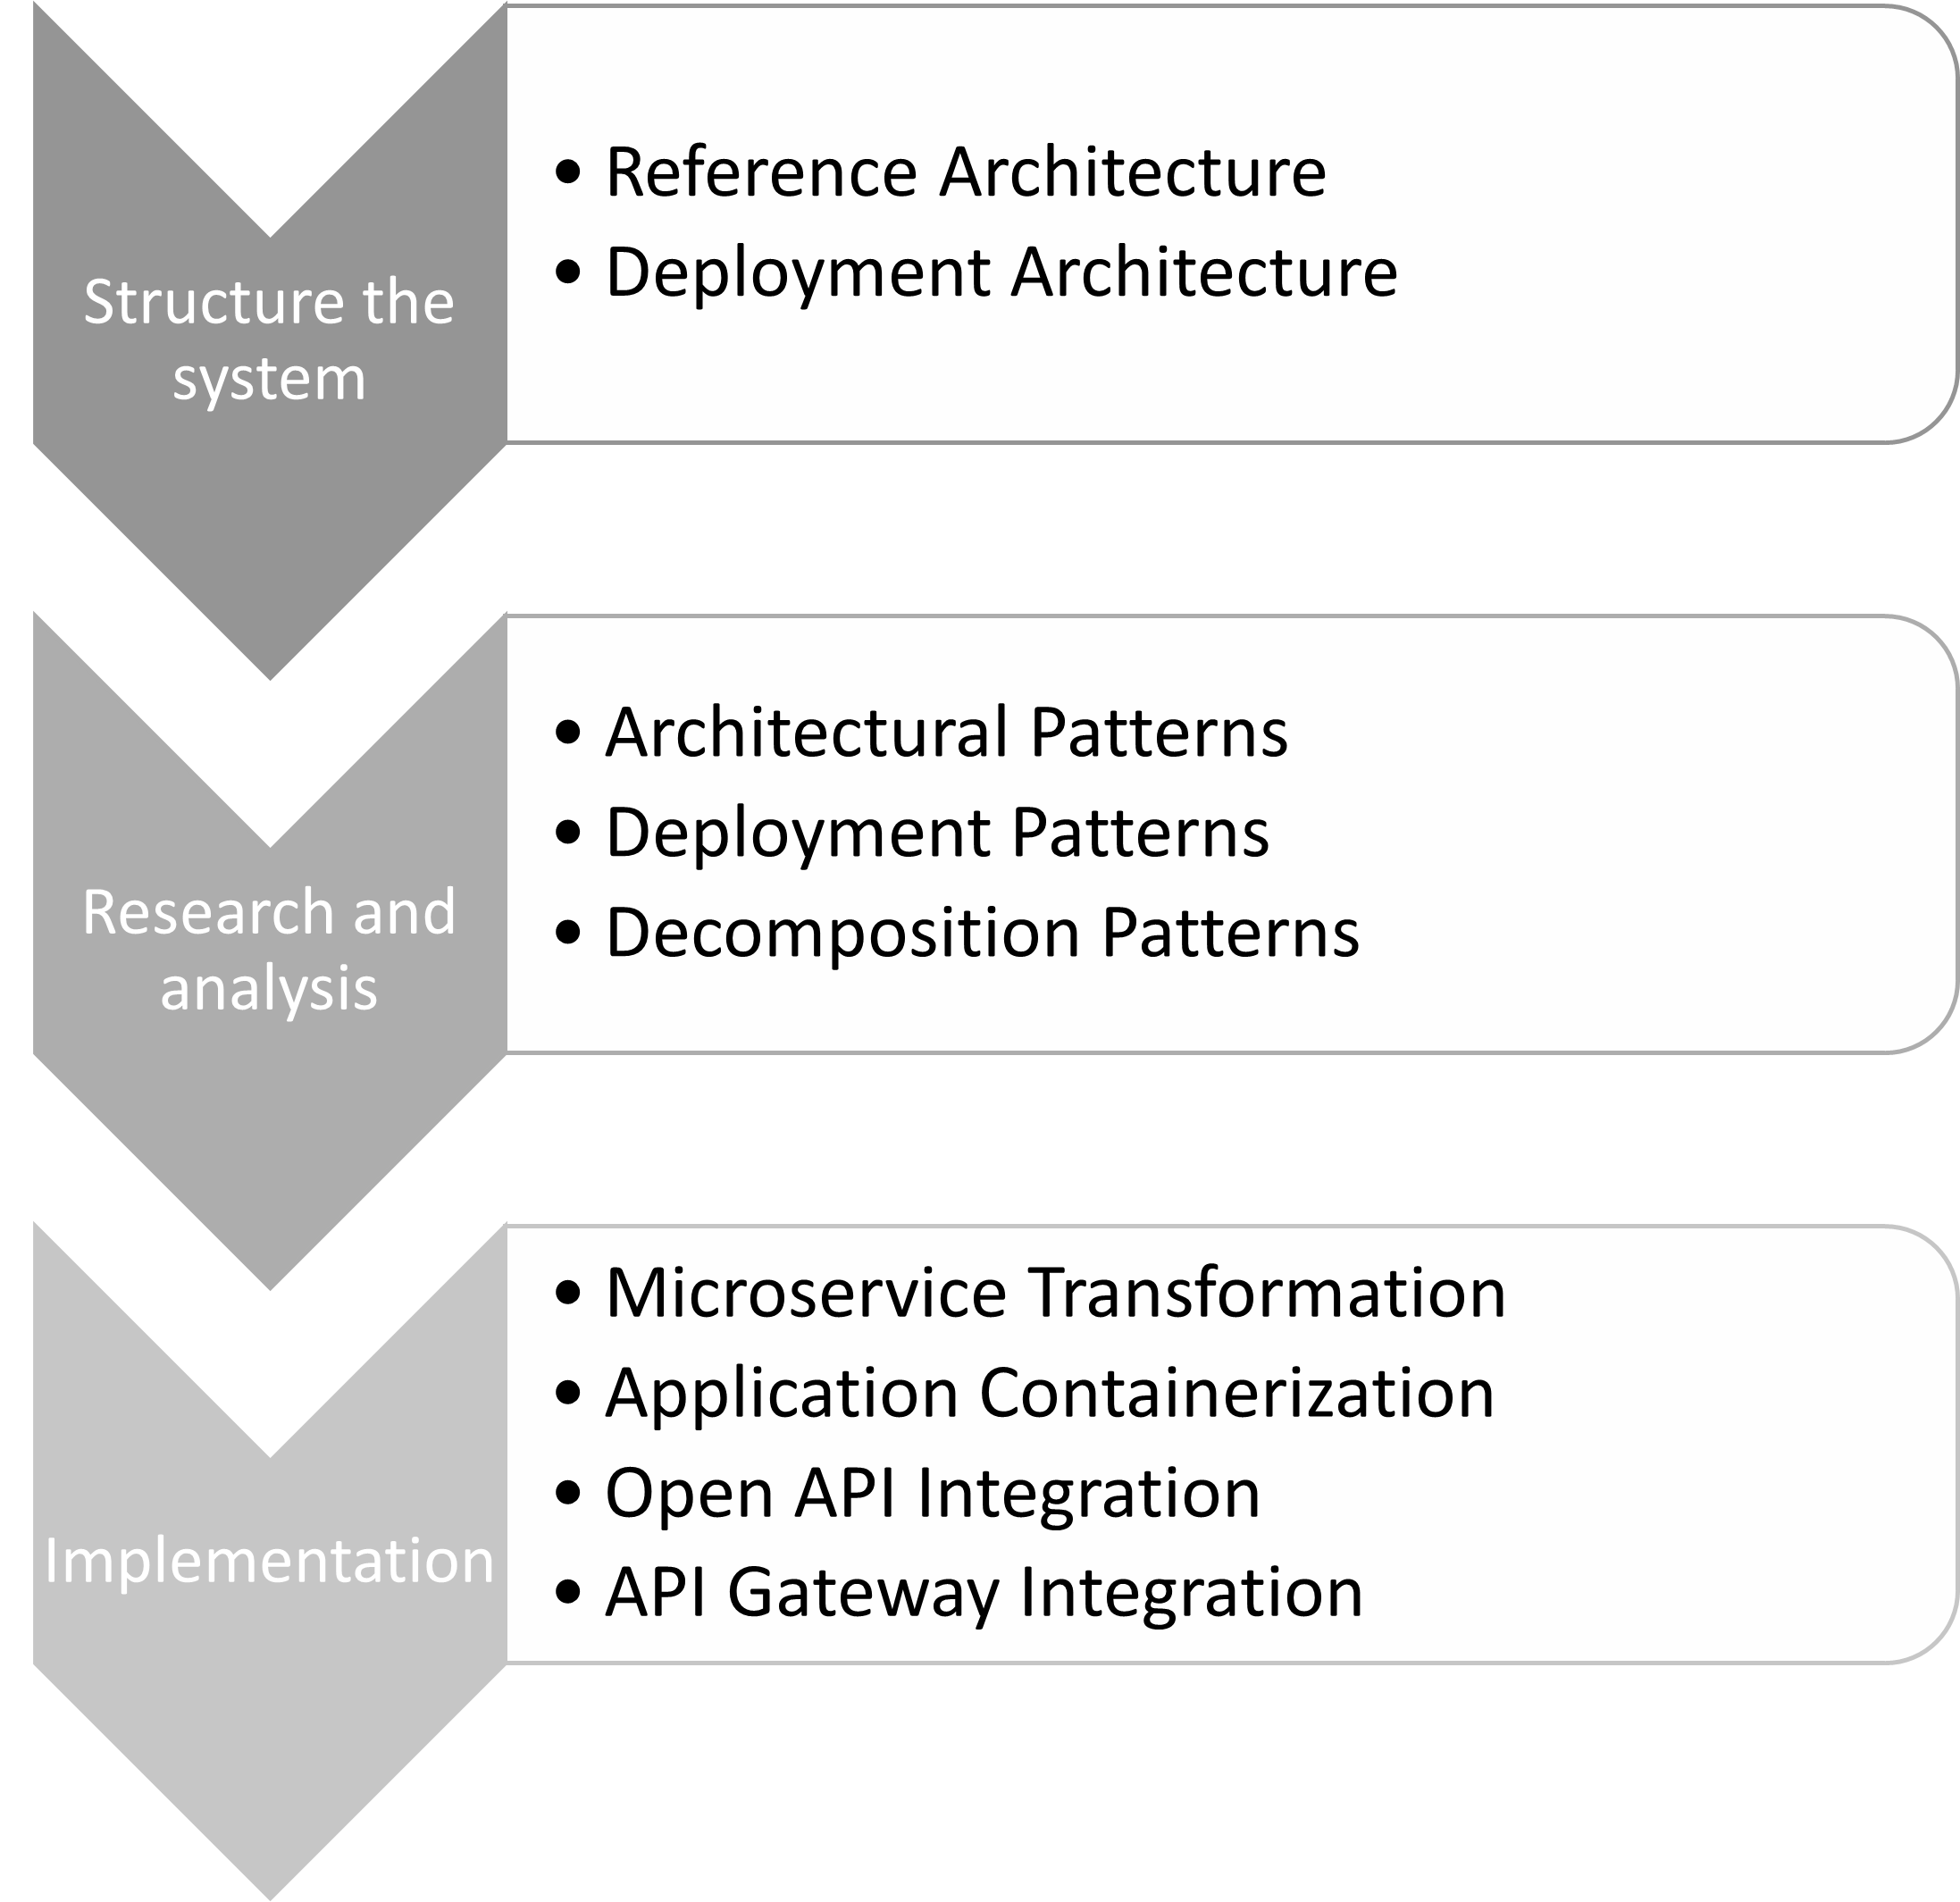 Structure the
system
• Reference Architecture
• Deployment Architecture
Research and
analysis
• Architectural Patterns
• Deployment Patterns
• Decomposition Patterns
Implementation
• Microservice Transformation
• Application Containerization
• Open API Integration
• API Gateway Integration